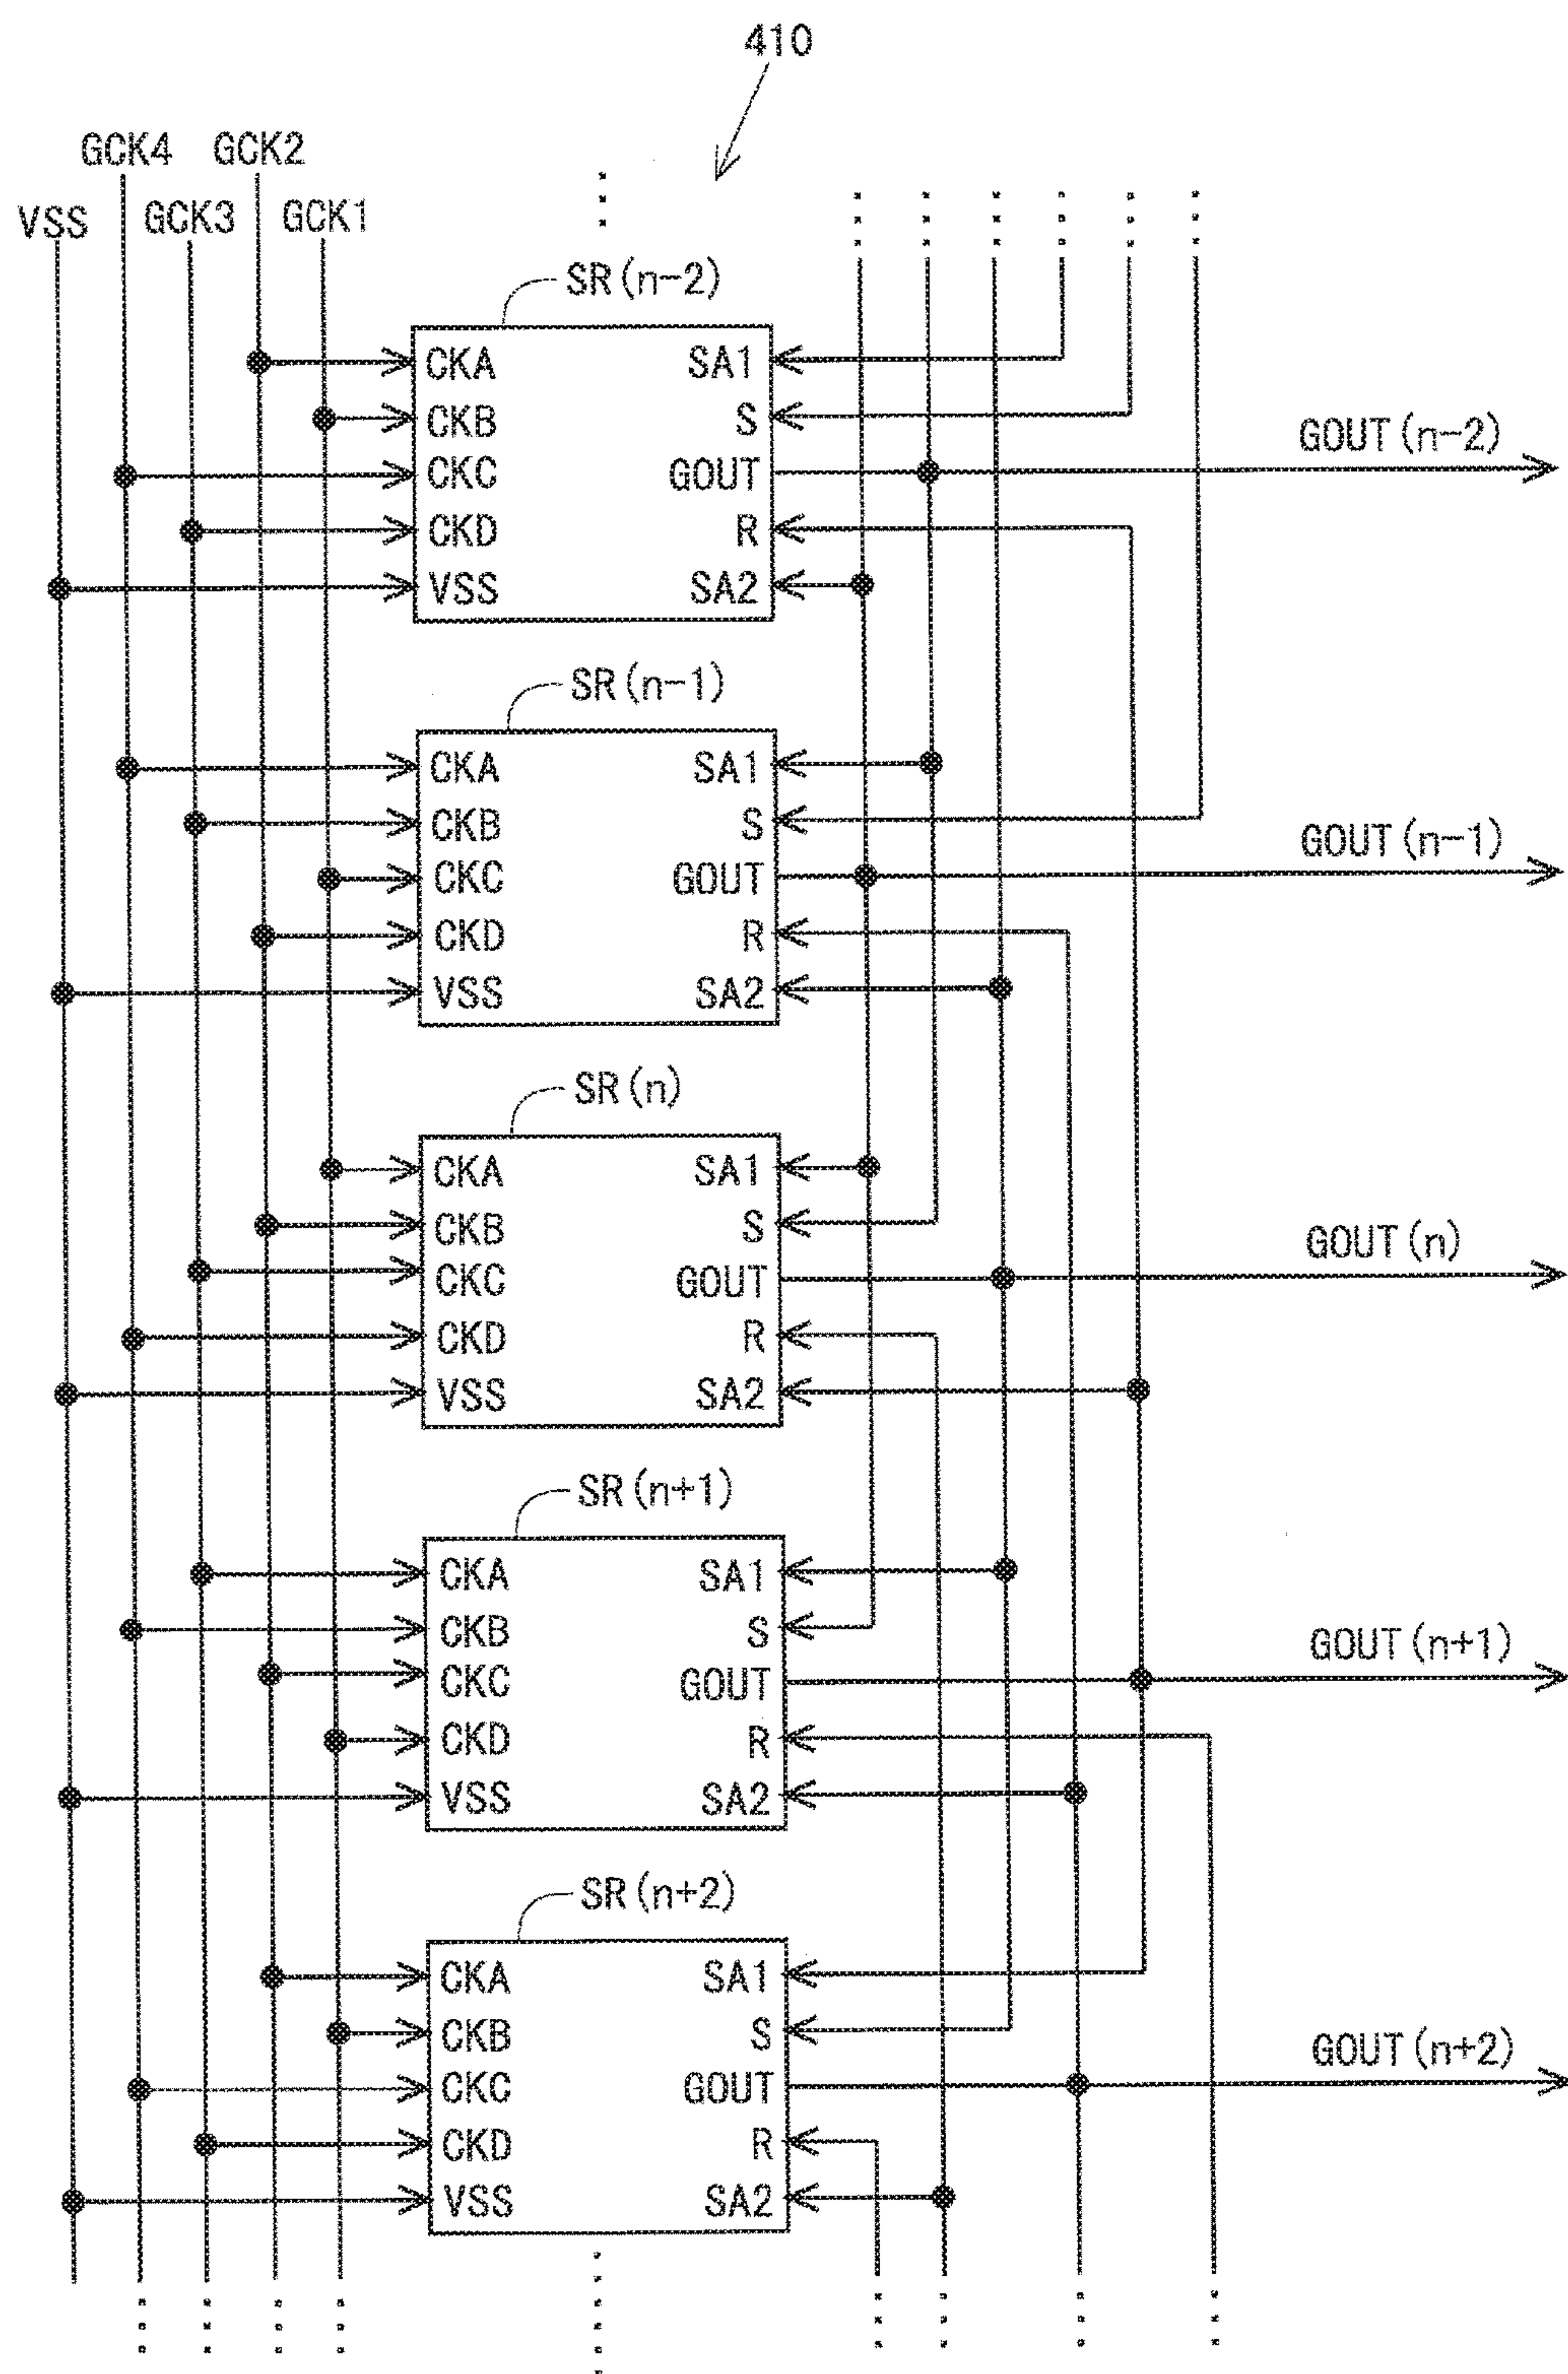 410
GCK4 GCK2
VSS GCK3 GCK1
SR(n-2)
CKA SA1
CKB S
CKC GOUT GOUT(n-2)
CKD R
VSS SA2
SR(n-1)
CKA SA1
CKB S
CKC GOUT GOUT(n-1)
CKD R
VSS SA2
SR(n)
CKA SA1
CKB S
CKC GOUT GOUT(n)
CKD R
VSS SA2
SR(n+1)
CKA SA1
CKB S
CKC GOUT GOUT(n+1)
CKD R
VSS SA2
SR(n+2)
CKA SA1
CKB S
CKC GOUT GOUT(n+2)
CKD R
VSS SA2